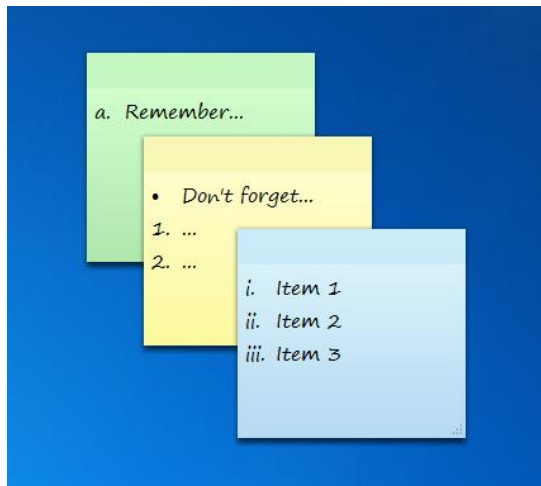 a. Remember...
• Don't forget...
1. ...
2. ...
i. Item 1
ii. Item 2
iii. Item 3